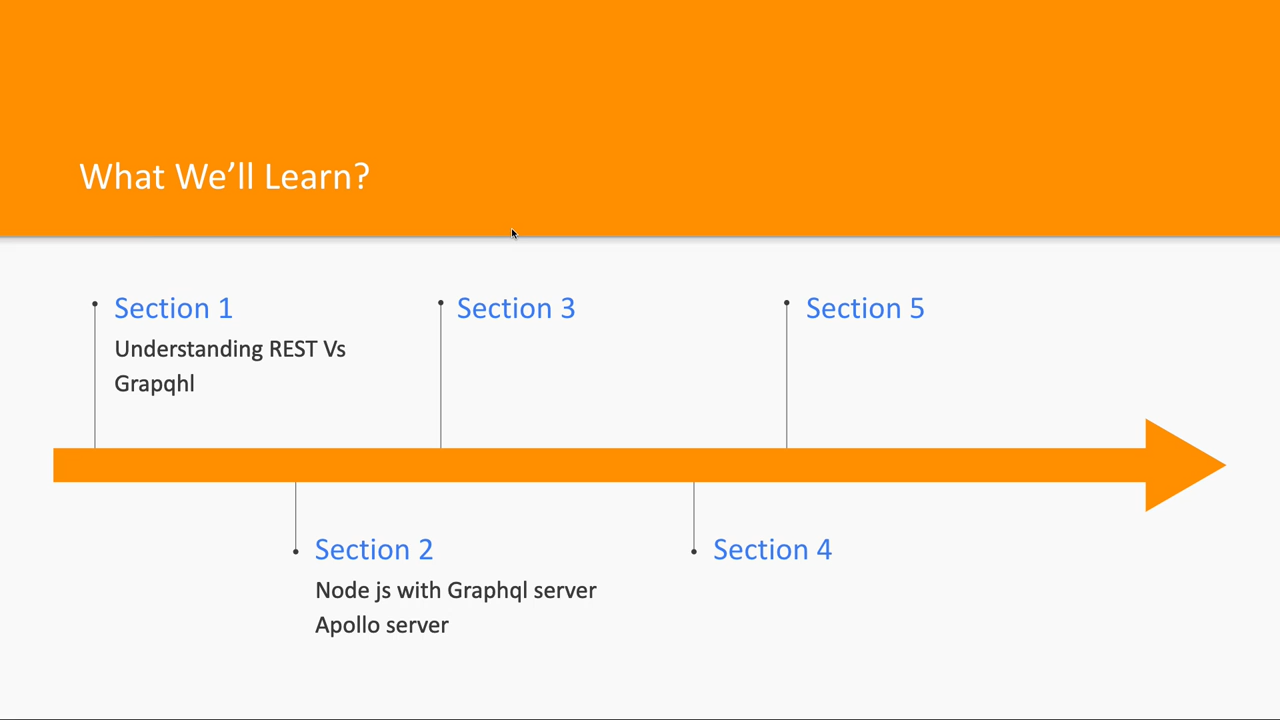 What We’ll Learn?
Section 1
Understanding REST Vs
Grapqhl
Section 3
Section 5
Section 2
Node js with Graphql server
Apollo server
Section 4